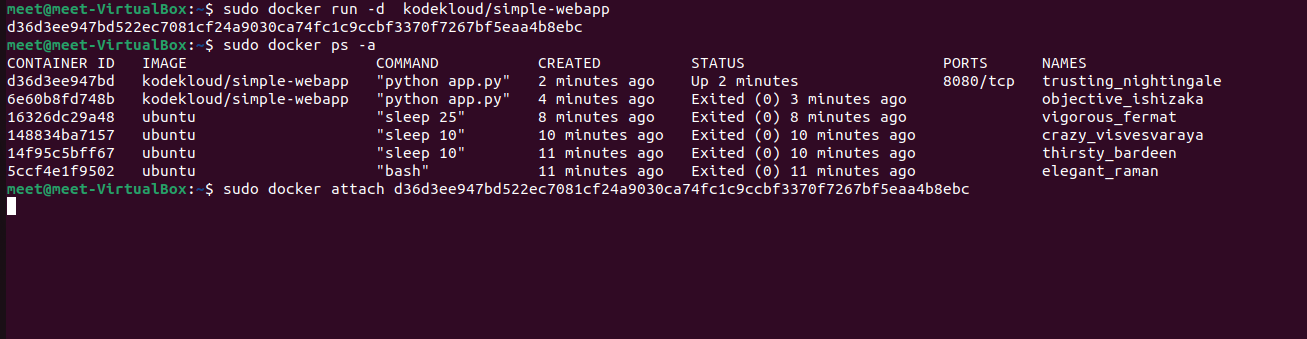 meet@meet-VirtualBox:~$ sudo docker run -d  kodekloud/simple-webapp
d36d3ee947bd522ec7081cf24a9030ca74fc1c9ccbf3370f7267bf5eaa4b8ebc
meet@meet-VirtualBox:~$ sudo docker ps -a
CONTAINER ID   IMAGE                     COMMAND           CREATED          STATUS                      PORTS      NAMES
d36d3ee947bd   kodekloud/simple-webapp   "python app.py"   2 minutes ago    Up 2 minutes                8080/tcp   trusting_nightingale
6e60b8fd748b   kodekloud/simple-webapp   "python app.py"   4 minutes ago    Exited (0) 3 minutes ago               objective_ishizaka
16326dc29a48   ubuntu                    "sleep 25"        8 minutes ago    Exited (0) 8 minutes ago               vigorous_fermat
148834ba7157   ubuntu                    "sleep 10"        10 minutes ago   Exited (0) 10 minutes ago              crazy_visvesvaraya
14f95c5bff67   ubuntu                    "sleep 10"        11 minutes ago   Exited (0) 10 minutes ago              thirsty_bardeen
5ccf4e1f9502   ubuntu                    "bash"            11 minutes ago   Exited (0) 11 minutes ago              elegant_raman
meet@meet-VirtualBox:~$ sudo docker attach d36d3ee947bd522ec7081cf24a9030ca74fc1c9ccbf3370f7267bf5eaa4b8ebc